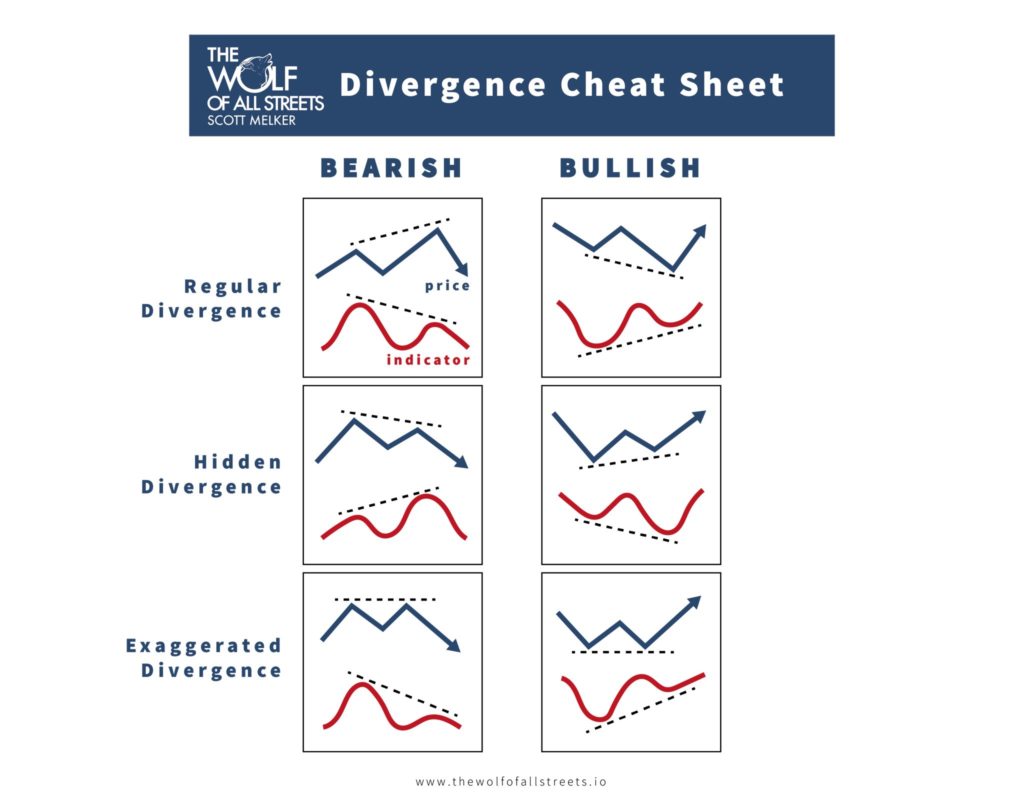 THE
WOLF
OF ALL STREETS
SCOTT MELKER
Divergence Cheat Sheet
BEARISH
BULLISH
Regular
Divergence
price
indicator
Hidden
Divergence
Exaggerated
Divergence
www.thewolfofallstreets.io